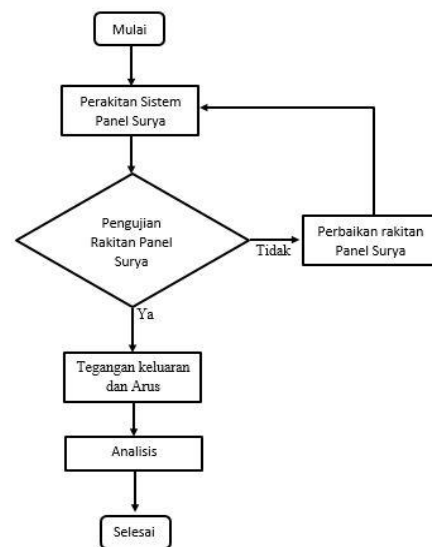 Mulai
Perakitan Sistem
Panel Surya
Pengujian
Rakitan Panel
Surya
Tidak
Perbaikan rakitan
Panel Surya
Ya
Tegangan keluaran
dan Arus
Analisis
Selesai